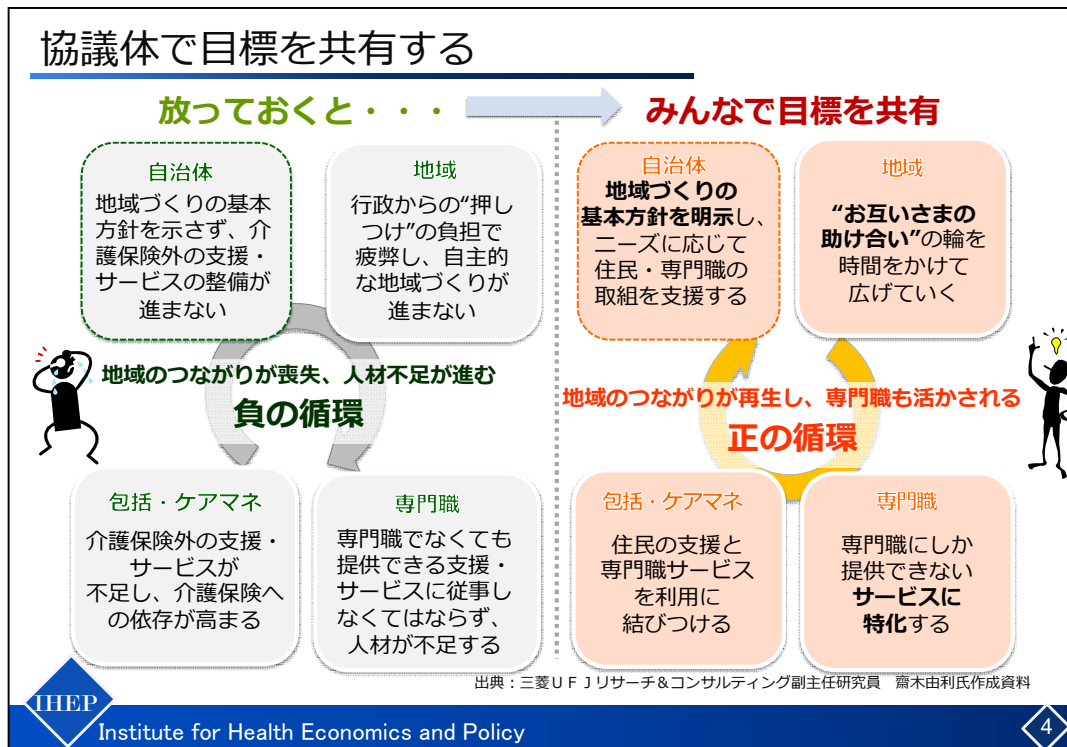 協議体で目標を共有する
放っておくと・・・
みんなで目標を共有
自治体
地域づくりの基本
方針を示さず、介
護保険外の支援・
サービスの整備が
進まない
地域
行政からの“押し
つけ”の負担で
疲弊し、自主的
な地域づくりが
進まない
地域のつながりが喪失、人材不足が進む
負の循環
包括・ケアマネ
介護保険外の支援・
サービスが
不足し、介護保険へ
の依存が高まる
専門職
専門職でなくても
提供できる支援・
サービスに従事し
なくてはならず、
人材が不足する
自治体
地域づくりの
基本方針を明示し、
ニーズに応じて
住民・専門職の
取組を支援する
地域
“お互いさまの
助け合い”の輪を
時間をかけて
広げていく
地域のつながりが再生し、専門職も活かされる
正の循環
包括・ケアマネ
住民の支援と
専門職サービス
を利用に
結びつける
専門職
専門職にしか
提供できない
サービスに
特化する
出典：三菱ＵＦＪリサーチ＆コンサルティング副主任研究員　齋木由利氏作成資料
IHEP
Institute for Health Economics and Policy
4